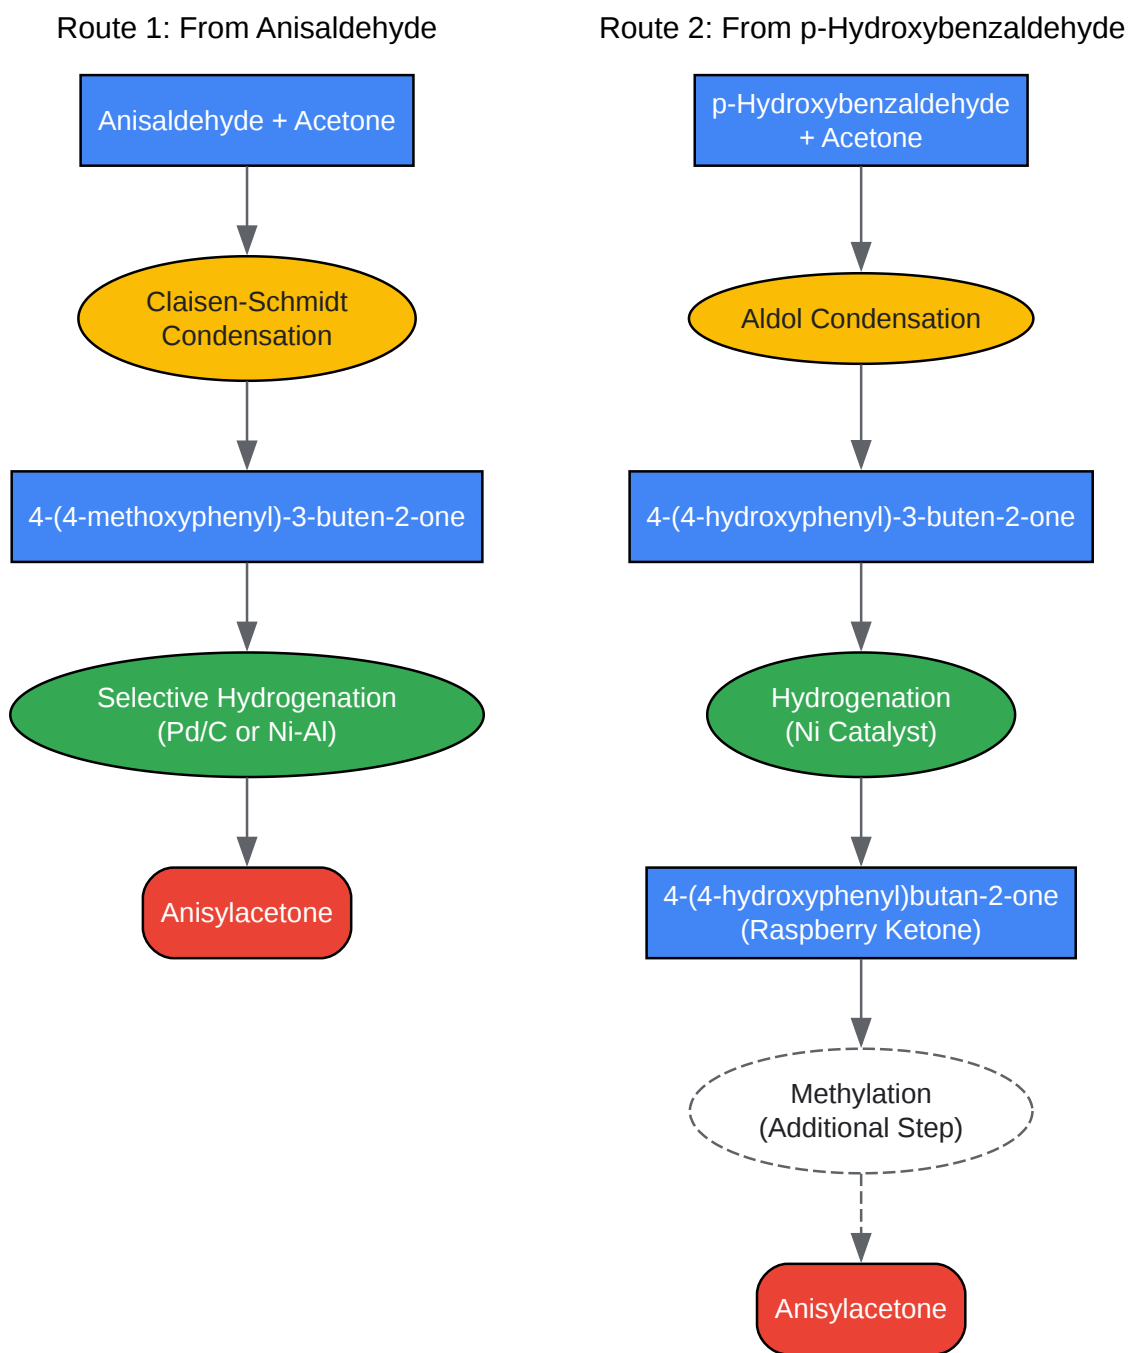 Route 1: From Anisaldehyde
Anisaldehyde + Acetone
Claisen-Schmidt
Condensation
4-(4-methoxyphenyl)-3-buten-2-one
Selective Hydrogenation
(Pd/C or Ni-Al)
Anisylacetone
Route 2: From p-Hydroxybenzaldehyde
p-Hydroxybenzaldehyde
+ Acetone
Aldol Condensation
4-(4-hydroxyphenyl)-3-buten-2-one
Hydrogenation
(Ni Catalyst)
4-(4-hydroxyphenyl)butan-2-one
(Raspberry Ketone)
Methylation
(Additional Step)
Anisylacetone